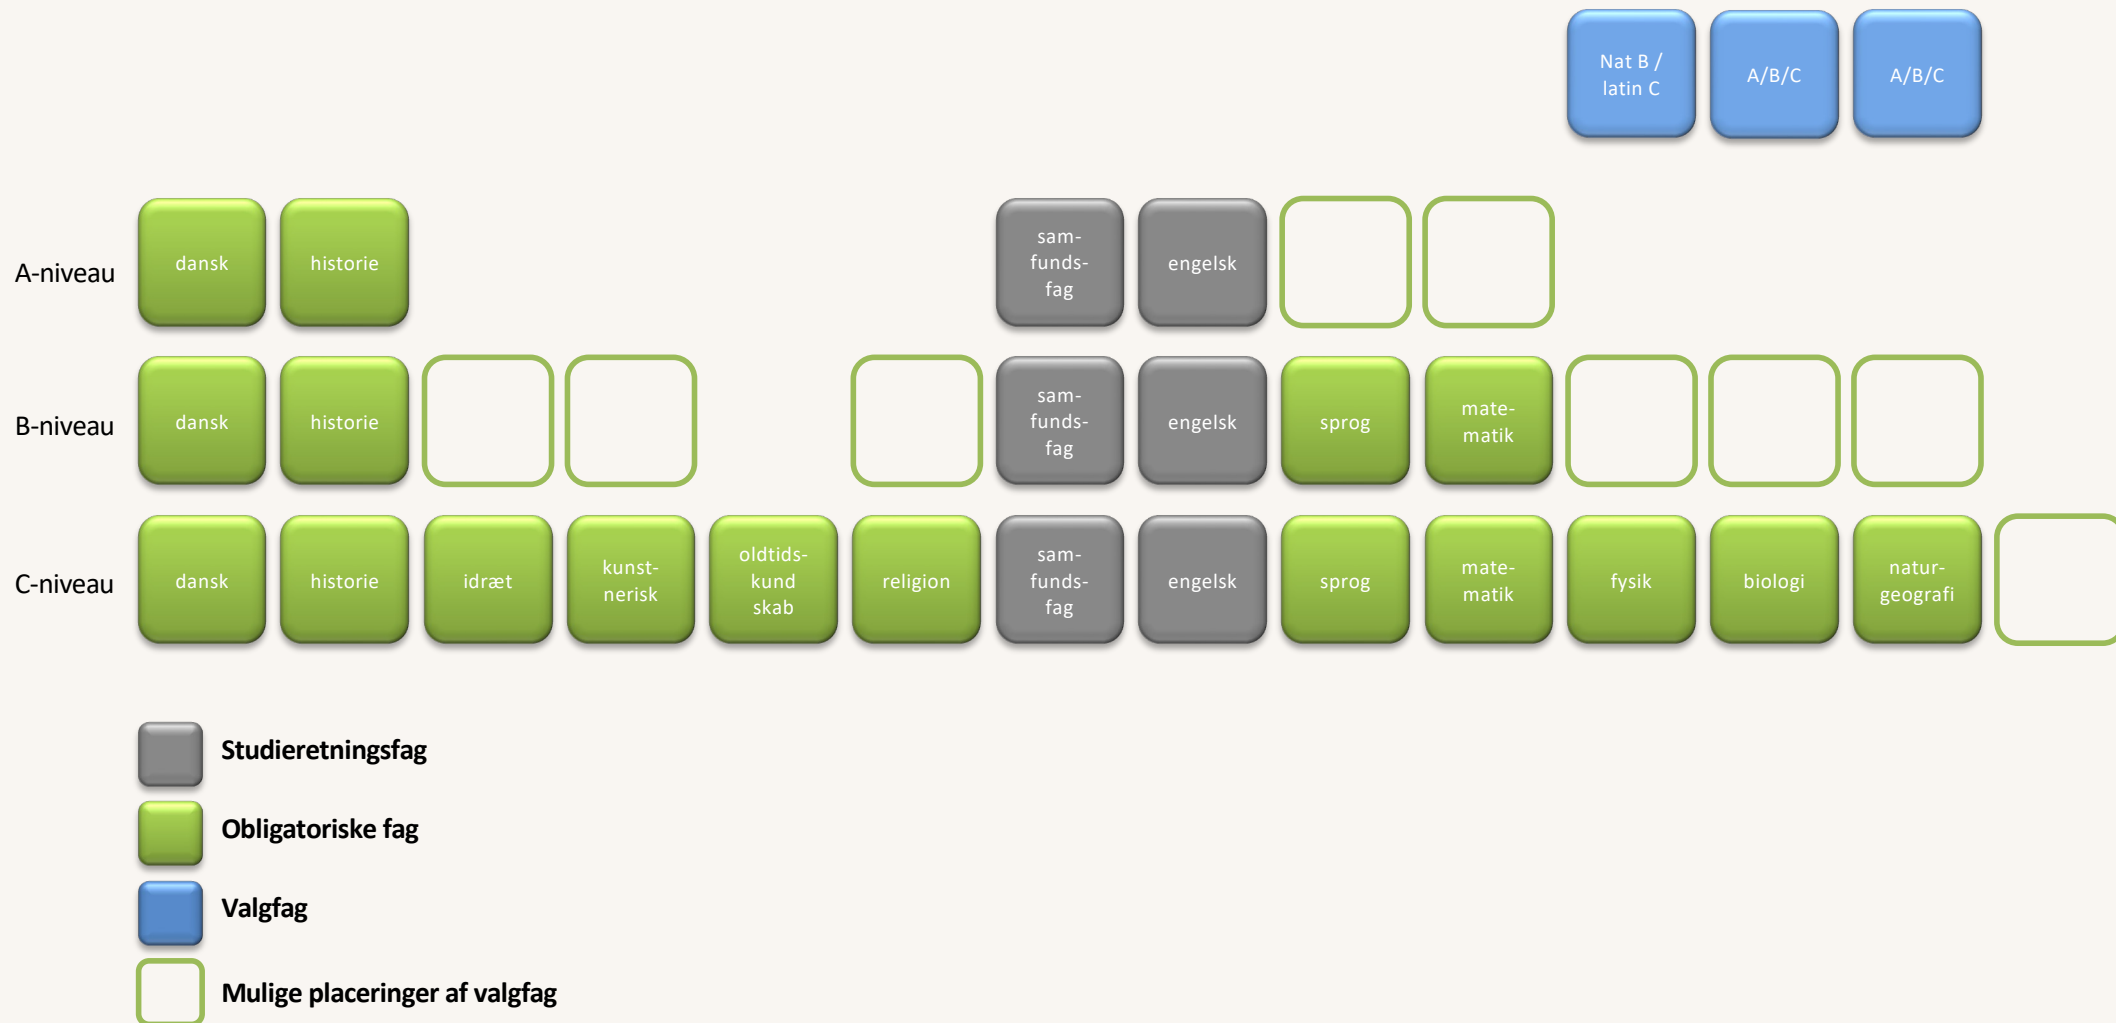 Nat B /
latin C
A/B/C
A/B/C
A-niveau
dansk
historie
sam-
funds-
fag
engelsk
B-niveau
dansk
historie
sam-
funds-
fag
engelsk
sprog
mate-
matik
C-niveau
dansk
historie
idræt
kunst-
nerisk
oldtids-
kund
skab
religion
sam-
funds-
fag
engelsk
sprog
mate-
matik
fysik
biologi
natur-
geografi
Studieretningsfag
Obligatoriske fag
Valgfag
Mulige placeringer af valgfag